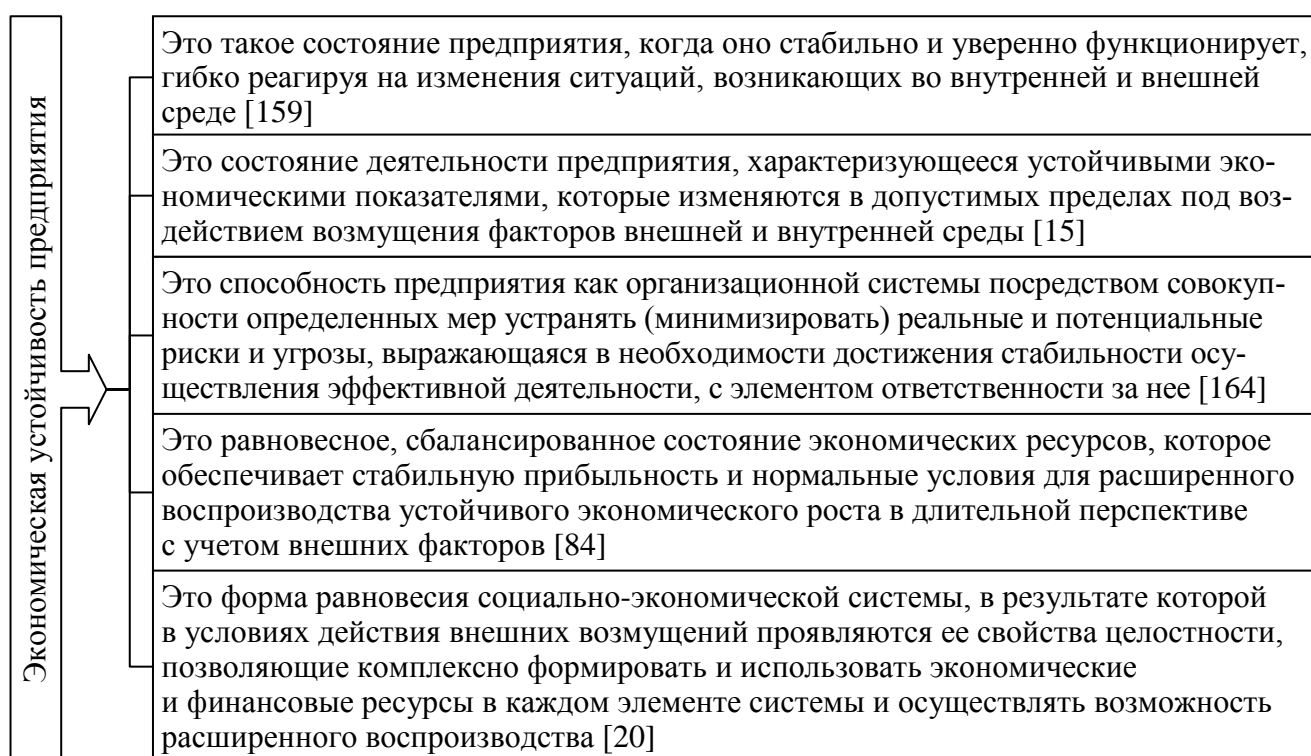 Экономическая устойчивость предприятия
Это такое состояние предприятия, когда оно стабильно и уверенно функционирует,
гибко реагируя на изменения ситуаций, возникающих во внутренней и внешней
среде [159]
Это состояние деятельности предприятия, характеризующееся устойчивыми эко-
номическими показателями, которые изменяются в допустимых пределах под воз-
действием возмущения факторов внешней и внутренней среды [15]
Это способность предприятия как организационной системы посредством совокуп-
ности определенных мер устранять (минимизировать) реальные и потенциальные
риски и угрозы, выражающаяся в необходимости достижения стабильности осу-
ществления эффективной деятельности, с элементом ответственности за нее [164]
Это равновесное, сбалансированное состояние экономических ресурсов, которое
обеспечивает стабильную прибыльность и нормальные условия для расширенного
воспроизводства устойчивого экономического роста в длительной перспективе
с учетом внешних факторов [84]
Это форма равновесия социально-экономической системы, в результате которой
в условиях действия внешних возмущений проявляются ее свойства целостности,
позволяющие комплексно формировать и использовать экономические
и финансовые ресурсы в каждом элементе системы и осуществлять возможность
расширенного воспроизводства [20]